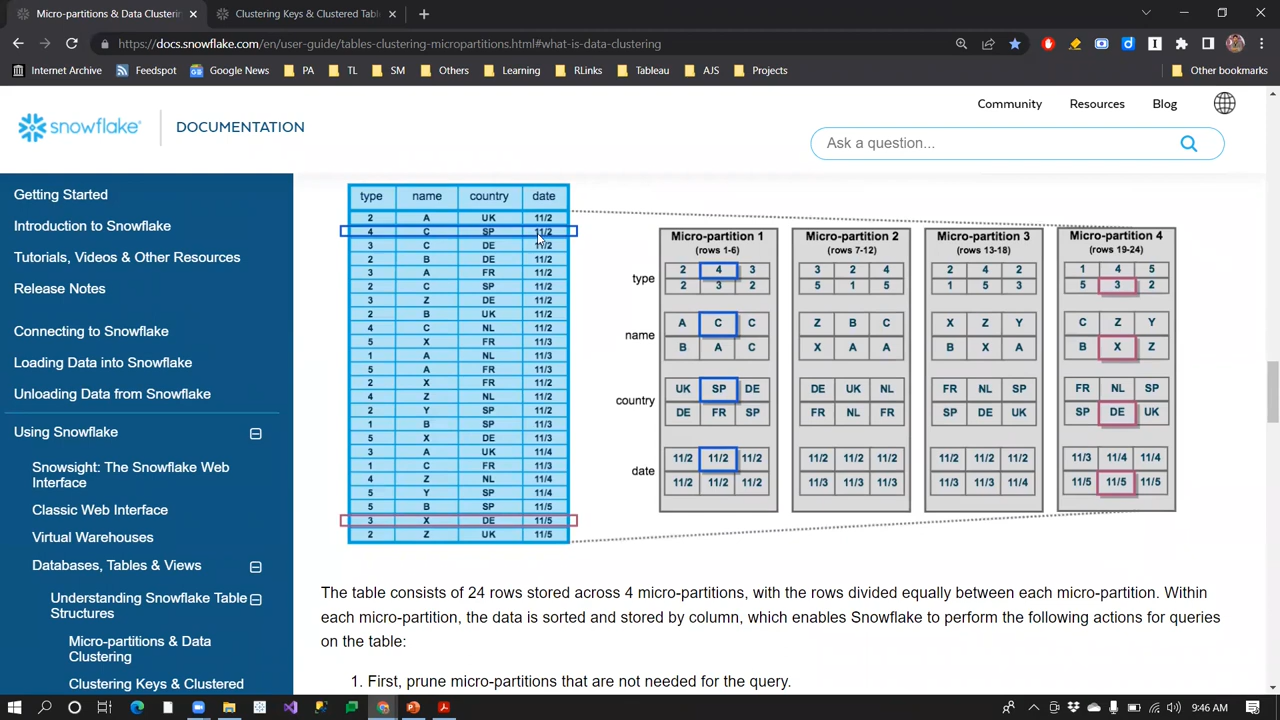 Micro-partitions & Data Clusterin
Clustering Keys & Clustered Table
https://docs.snowflake.com/en/user-guide/tables-clustering-micropartitions.html#what-is-data-clustering
Internet Archive Feedspot Google News PA TL SM Others Learning RLinks Tableau AJS Projects Other bookmarks
Community Resources Blog
snowflake® DOCUMENTATION
Ask a question...
Getting Started
Introduction to Snowflake
Tutorials, Videos & Other Resources
Release Notes
Connecting to Snowflake
Loading Data into Snowflake
Unloading Data from Snowflake
Using Snowflake
Snowsight: The Snowflake Web
Interface
Classic Web Interface
Virtual Warehouses
Databases, Tables & Views
Understanding Snowflake Table
Structures
Micro-partitions & Data
Clustering
Clustering Keys & Clustered
type name country date
2 A UK 11/2
4 C SP 11/2
3 C DE 11/2
2 B DE 11/2
3 A FR 11/2
2 C SP 11/2
3 Z DE 11/2
2 B UK 11/2
4 C NL 11/2
5 X FR 11/3
1 A NL 11/3
5 A FR 11/3
2 X FR 11/2
4 Z NL 11/2
2 Y SP 11/2
1 B SP 11/3
5 X DE 11/3
3 A UK 11/4
1 C FR 11/3
4 Z NL 11/4
5 Y SP 11/4
5 B SP 11/5
3 X DE 11/5
2 Z UK 11/5
Micro-partition 1 Micro-partition 2 Micro-partition 3 Micro-partition 4
(rows 1-6) (rows 7-12) (rows 13-18) (rows 19-24)
type
2 4 3 3 2 4 2 4 2 1 4 5
2 3 2 5 1 5 1 5 3 5 3 2
name
A C C Z B C X Z Y C Z Y
B A C X A A B X A B X Z
country
UK SP DE DE UK NL FR NL SP FR NL SP
DE FR SP FR NL FR SP DE UK SP DE UK
date
11/2 11/2 11/2 11/2 11/2 11/2 11/2 11/2 11/2 11/3 11/4 11/4
11/2 11/2 11/2 11/3 11/3 11/3 11/3 11/3 11/4 11/5 11/5 11/5
The table consists of 24 rows stored across 4 micro-partitions, with the rows divided equally between each micro-partition. Within
each micro-partition, the data is sorted and stored by column, which enables Snowflake to perform the following actions for queries
on the table:
1. First, prune micro-partitions that are not needed for the query.
9:46 AM